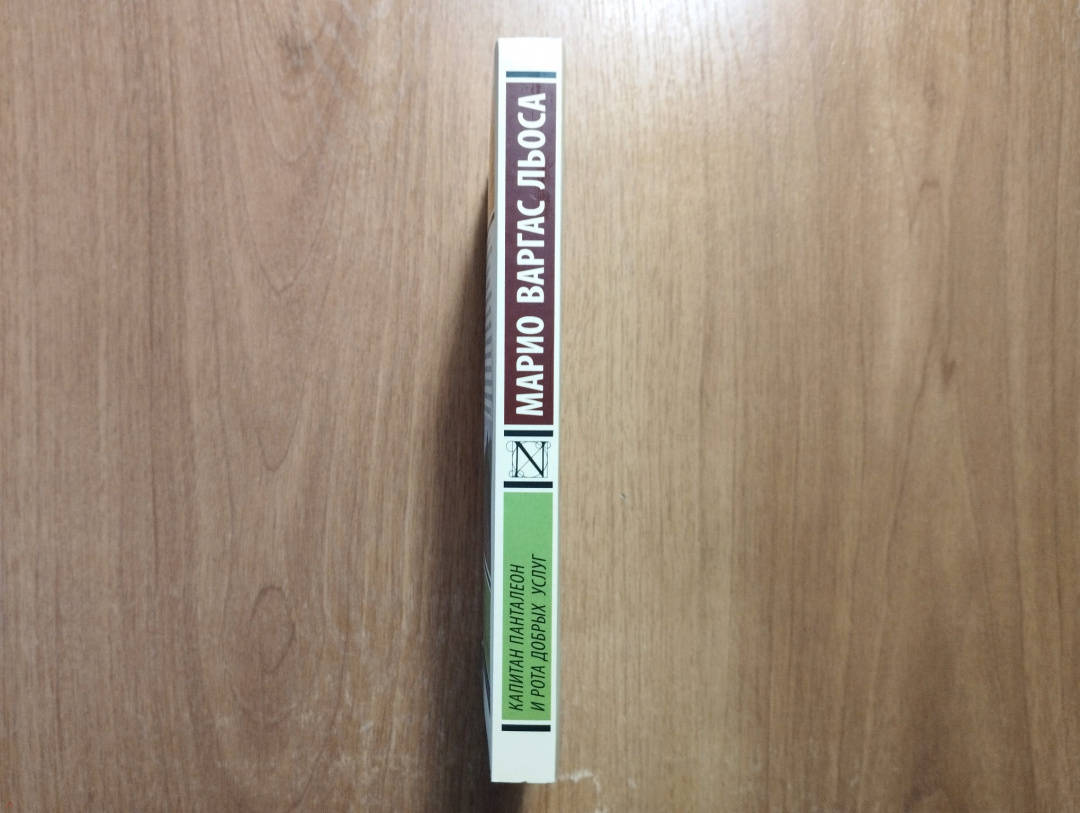 МАРИО ВАРГАС ЛЬОСА
N
КАПИТАН ПАНТАЛЕОН
И РОТА ДОБРЫХ УСЛУГ